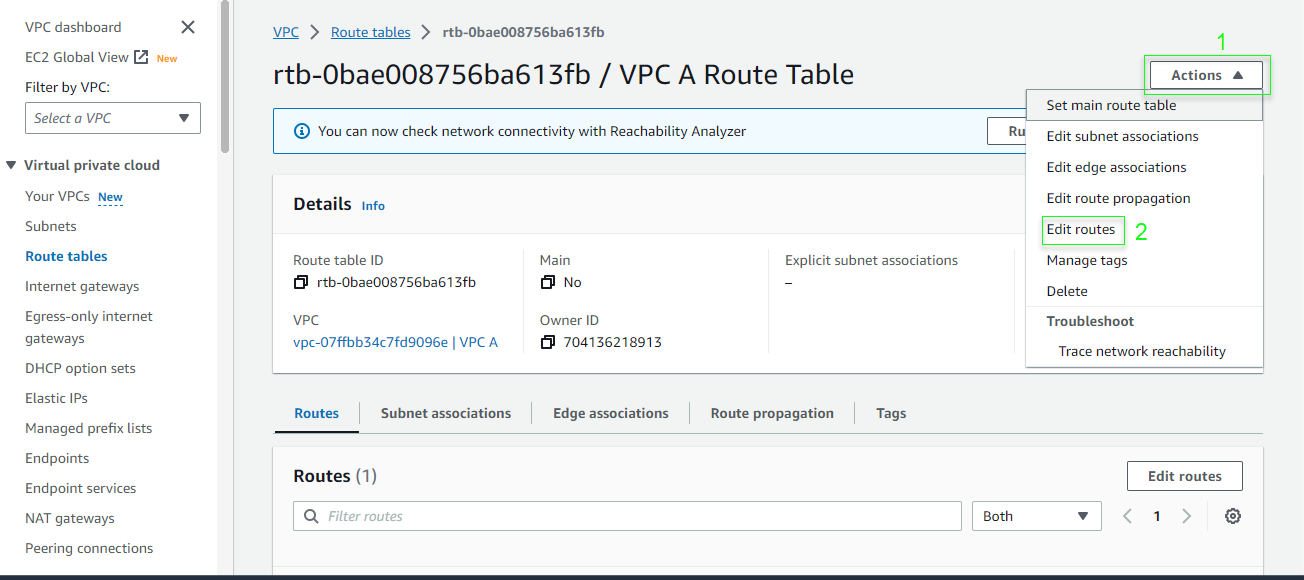 VPC dashboard
EC2 Global View New
Filter by VPC:
Select a VPC
Virtual private cloud
Your VPCs New
Subnets
Route tables
Internet gateways
Egress-only internet
gateways
DHCP option sets
Elastic IPs
Managed prefix lists
Endpoints
Endpoint services
NAT gateways
Peering connections
VPC > Route tables > rtb-0bae008756ba613fb
rtb-0bae008756ba613fb / VPC A Route Table
1
Actions
You can now check network connectivity with Reachability Analyzer
Ru
Set main route table
Edit subnet associations
Edit edge associations
Edit route propagation
Edit routes 2
Manage tags
Delete
Troubleshoot
Trace network reachability
Details Info
Route table ID
rtb-0bae008756ba613fb
VPC
vpc-07ffbb34c7fd9096e | VPC A
Main
No
Owner ID
704136218913
Explicit subnet associations
–
Routes Subnet associations Edge associations Route propagation Tags
Routes (1)
Edit routes
Filter routes
Both
1